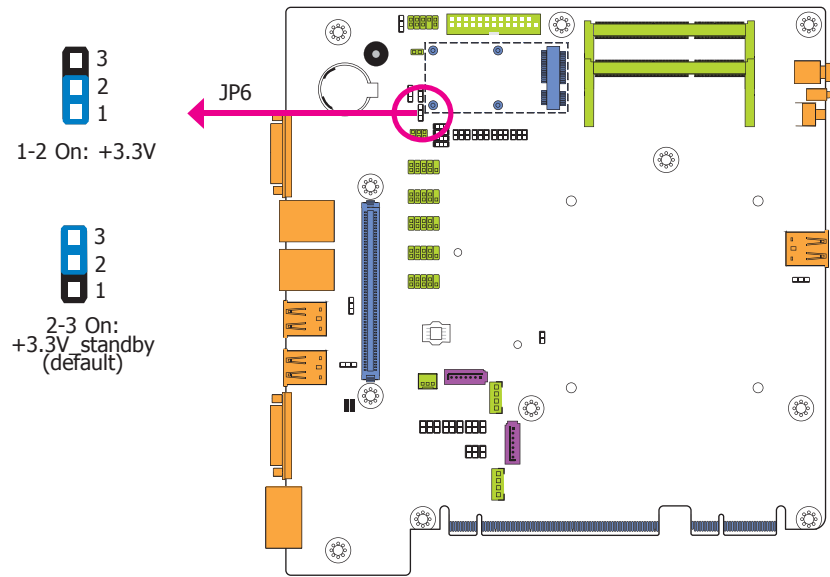 3
2
1
1-2 On: +3.3V
JP6
3
2
1
2-3 On:
+3.3V_standby
(default)